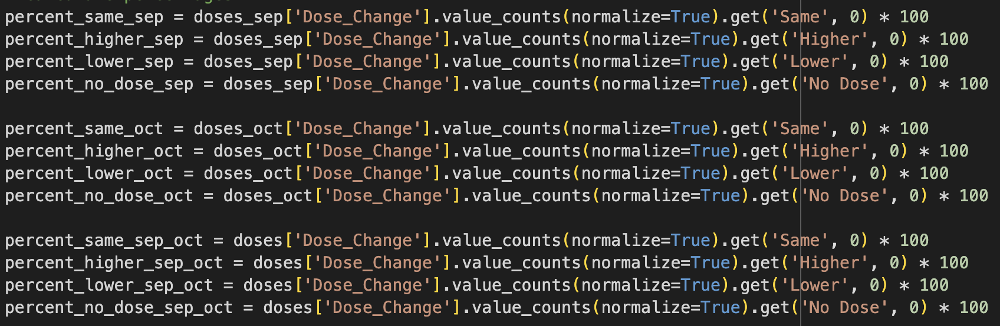 percent_same_sep = doses_sep['Dose_Change'].value_counts(normalize=True).get('Same', 0) * 100
percent_higher_sep = doses_sep['Dose_Change'].value_counts(normalize=True).get('Higher', 0) * 100
percent_lower_sep = doses_sep['Dose_Change'].value_counts(normalize=True).get('Lower', 0) * 100
percent_no_dose_sep = doses_sep['Dose_Change'].value_counts(normalize=True).get('No Dose', 0) * 100

percent_same_oct = doses_oct['Dose_Change'].value_counts(normalize=True).get('Same', 0) * 100
percent_higher_oct = doses_oct['Dose_Change'].value_counts(normalize=True).get('Higher', 0) * 100
percent_lower_oct = doses_oct['Dose_Change'].value_counts(normalize=True).get('Lower', 0) * 100
percent_no_dose_oct = doses_oct['Dose_Change'].value_counts(normalize=True).get('No Dose', 0) * 100

percent_same_sep_oct = doses['Dose_Change'].value_counts(normalize=True).get('Same', 0) * 100
percent_higher_sep_oct = doses['Dose_Change'].value_counts(normalize=True).get('Higher', 0) * 100
percent_lower_sep_oct = doses['Dose_Change'].value_counts(normalize=True).get('Lower', 0) * 100
percent_no_dose_sep_oct = doses['Dose_Change'].value_counts(normalize=True).get('No Dose', 0) * 100